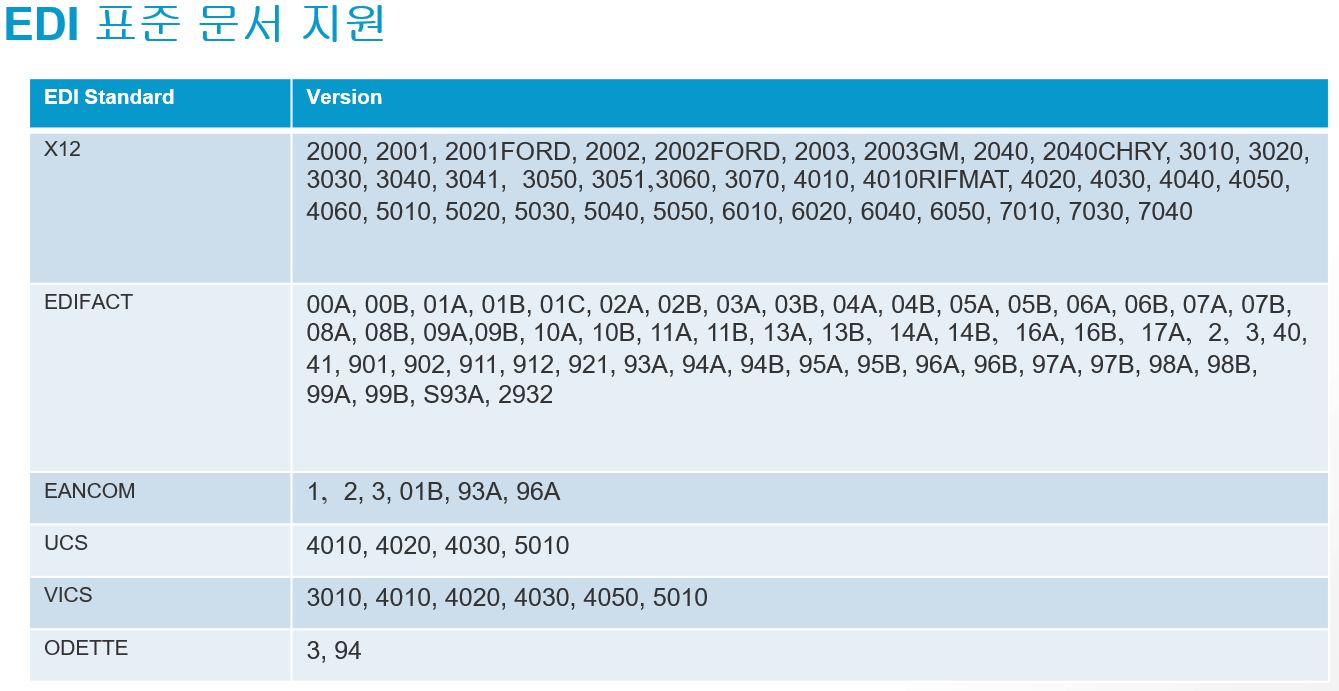 EDI 표준 문서 지원
EDI Standard
Version
X12
2000, 2001, 2001FORD, 2002, 2002FORD, 2003, 2003GM, 2040, 2040CHRY, 3010, 3020,
3030, 3040, 3041,  3050, 3051,3060, 3070, 4010, 4010RIFMAT, 4020, 4030, 4040, 4050,
4060, 5010, 5020, 5030, 5040, 5050, 6010, 6020, 6040, 6050, 7010, 7030, 7040
EDIFACT
00A, 00B, 01A, 01B, 01C, 02A, 02B, 03A, 03B, 04A, 04B, 05A, 05B, 06A, 06B, 07A, 07B,
08A, 08B, 09A,09B, 10A, 10B, 11A, 11B, 13A, 13B、14A, 14B、16A, 16B、17A、2、3, 40,
41, 901, 902, 911, 912, 921, 93A, 94A, 94B, 95A, 95B, 96A, 96B, 97A, 97B, 98A, 98B,
99A, 99B, S93A, 2932
EANCOM
1、2, 3, 01B, 93A, 96A
UCS
4010, 4020, 4030, 5010
VICS
3010, 4010, 4020, 4030, 4050, 5010
ODETTE
3, 94